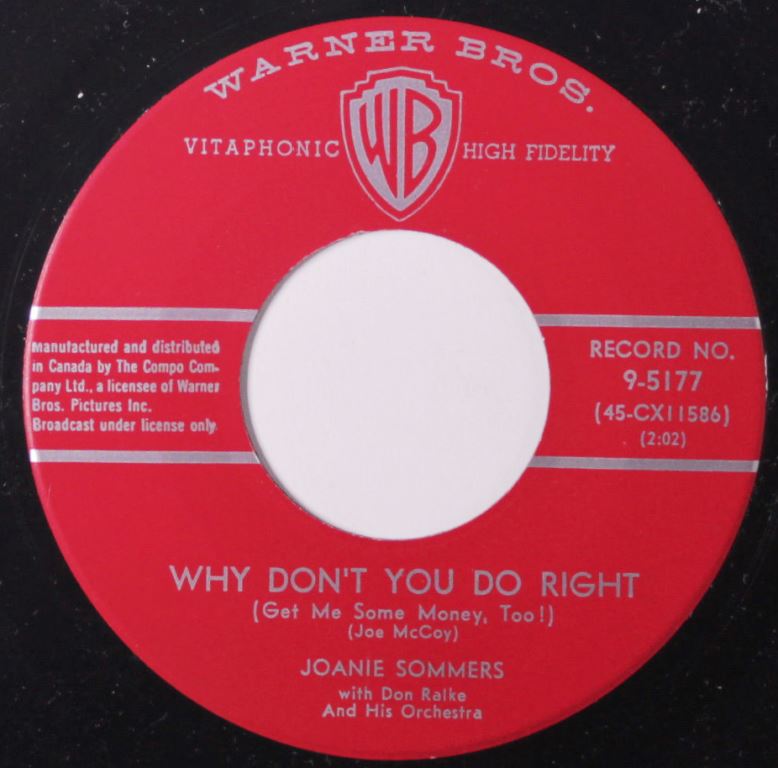 WARNER BROS.
WB
VITAPHONIC HIGH FIDELITY
manufactured and distributed
in Canada by The Compo Com-
pany Ltd., a licensee of Warner
Bros. Pictures Inc.
Broadcast under license only.
RECORD NO.
9-5177
(45-CX11586)
(2:02)
WHY DON'T YOU DO RIGHT
(Get Me Some Money, Too!)
(Joe McCoy)
JOANIE SOMMERS
with Don Ralke
And His Orchestra